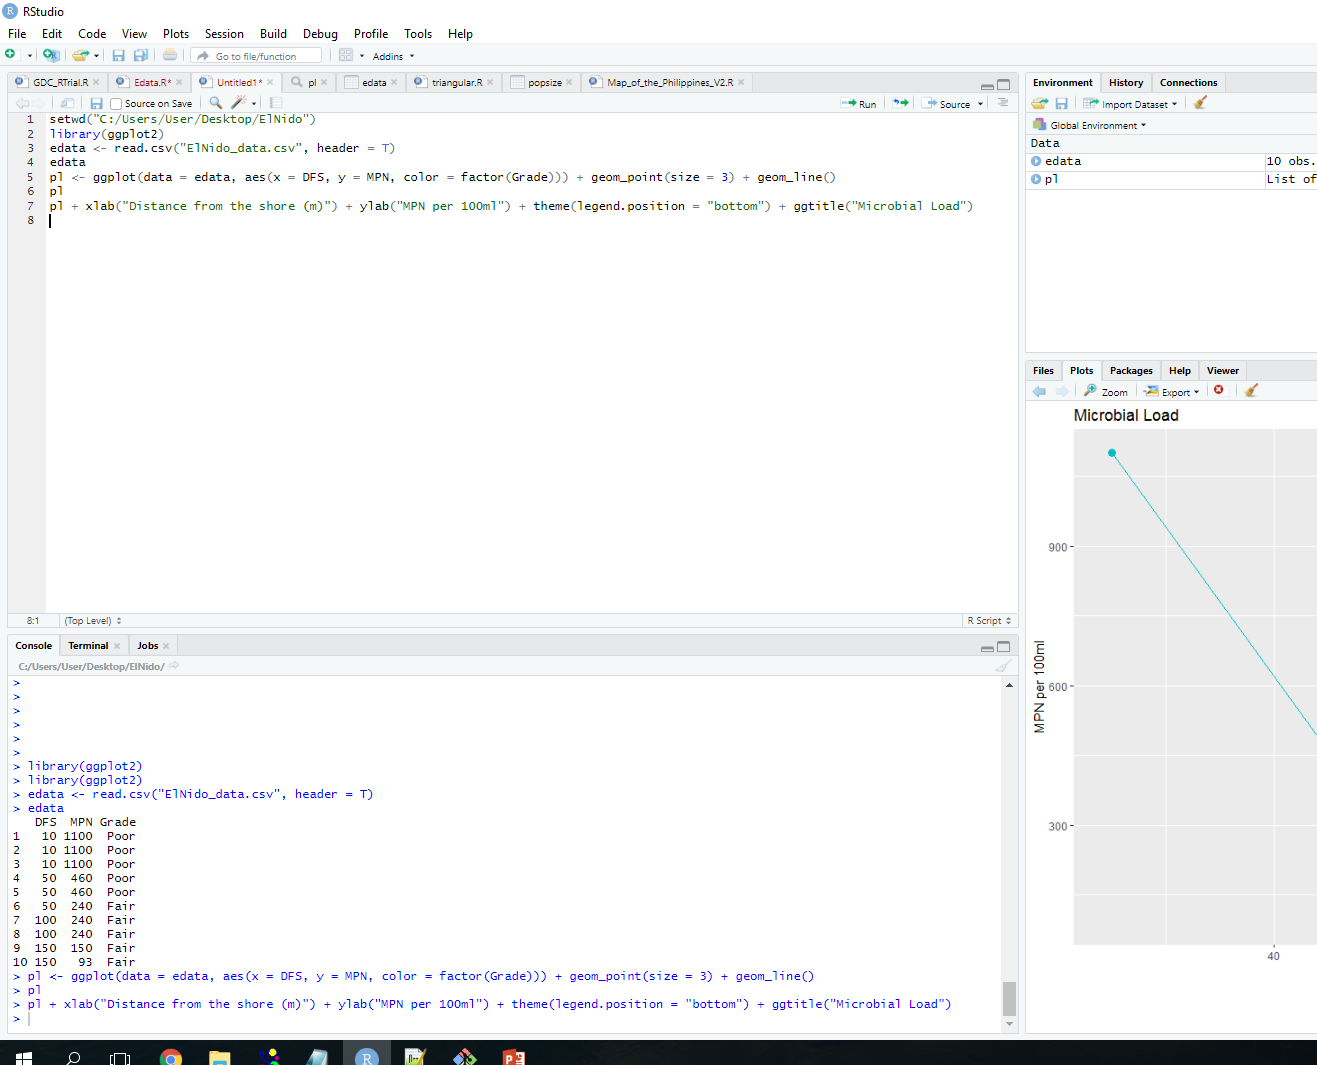 RStudio
File Edit Code View Plots Session Build Debug Profile Tools Help
Go to file/function Addins
GDC_RTrial.R Edata.R* Untitled1* pl edata triangular.R popsize Map_of_the_Philippines_V2.R
Source on Save Run Source
1 setwd("C:/Users/User/Desktop/ElNido")
2 library(ggplot2)
3 edata <- read.csv("ElNido_data.csv", header = T)
4 edata
5 pl <- ggplot(data = edata, aes(x = DFS, y = MPN, color = factor(Grade))) + geom_point(size = 3) + geom_line()
6 pl
7 pl + xlab("Distance from the shore (m)") + ylab("MPN per 100ml") + theme(legend.position = "bottom") + ggtitle("Microbial Load")
8
8:1 (Top Level) R Script
Console Terminal Jobs
C:/Users/User/Desktop/ElNido/
>
>
>
>
>
>
> library(ggplot2)
> library(ggplot2)
> edata <- read.csv("ElNido_data.csv", header = T)
> edata
DFS MPN Grade
1 10 1100 Poor
2 10 1100 Poor
3 10 1100 Poor
4 50 460 Poor
5 50 460 Poor
6 50 240 Fair
7 100 240 Fair
8 100 240 Fair
9 150 150 Fair
10 150 93 Fair
> pl <- ggplot(data = edata, aes(x = DFS, y = MPN, color = factor(Grade))) + geom_point(size = 3) + geom_line()
> pl
> pl + xlab("Distance from the shore (m)") + ylab("MPN per 100ml") + theme(legend.position = "bottom") + ggtitle("Microbial Load")
>
Environment History Connections
Import Dataset
Global Environment
Data
edata 10 obs.
pl List of
Files Plots Packages Help Viewer
Zoom Export
Microbial Load
900
600
300
MPN per 100ml
40